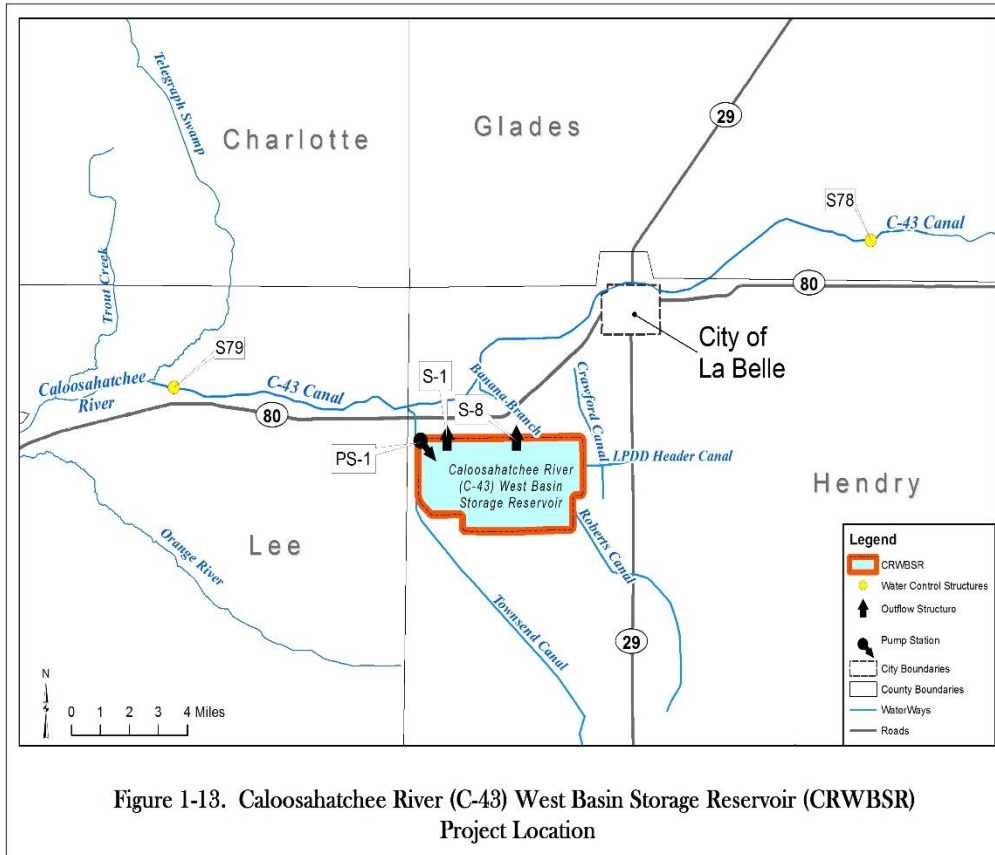 Telegraph Swamp
Charlotte
Glades
29
S78
C-43 Canal
Trout Creek
80
City of
La Belle
S79
Caloosahatchee
River
C-43 Canal
S-1
Banana Branch
Crawford Canal
80
S-8
PS-1
LPDD Header Canal
Caloosahatchee River
(C-43) West Basin
Storage Reservoir
Hendry
Lee
Orange River
Roberts Canal
Townsend Canal
29
N
0 1 2 3 4 Miles
Legend
CRWBSR
Water Control Structures
Outflow Structure
Pump Station
City Boundaries
County Boundaries
WaterWays
Roads
Figure 1-13. Caloosahatchee River (C-43) West Basin Storage Reservoir (CRWBSR)
Project Location